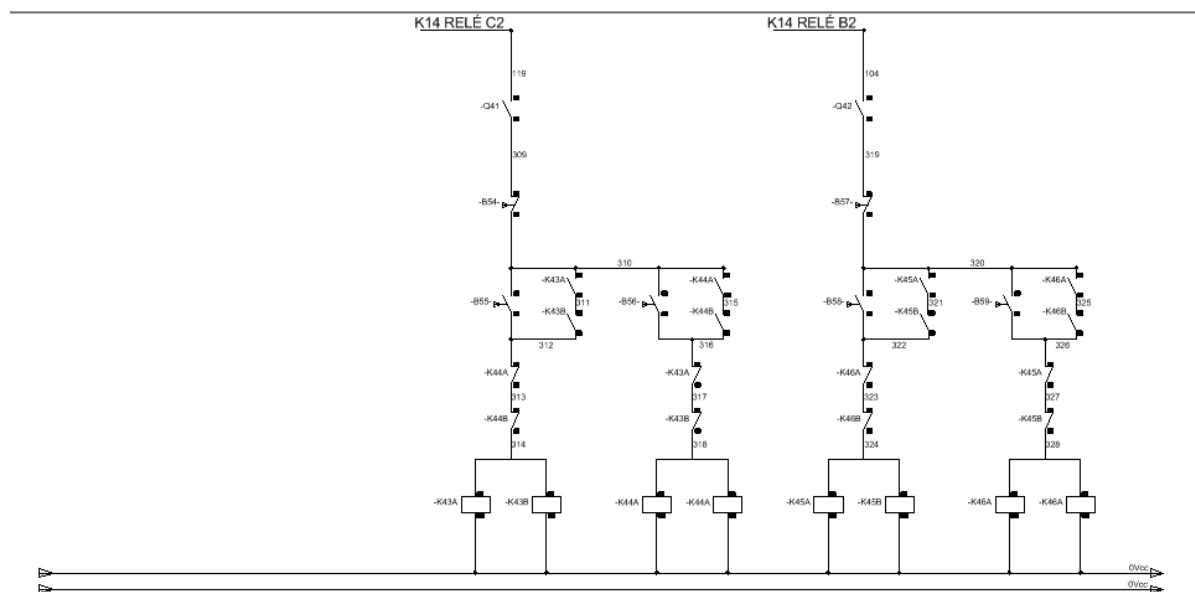 K14 RELÉ C2
K14 RELÉ B2
119
104
-Q41
-Q42
309
319
-B54-
-B57-
310
320
-K43A
-K44A
-K45A
-K46A
-B55-
311
-B56-
315
-B58-
321
-B59-
325
-K43B
-K44B
-K45B
-K46B
312
316
322
326
-K44A
-K43A
-K46A
-K45A
313
317
323
327
-K44B
-K43B
-K46B
-K45B
314
318
324
328
-K43A
-K43B
-K44A
-K44A
-K45A
-K45B
-K46A
-K46A
0Vcc
0Vcc